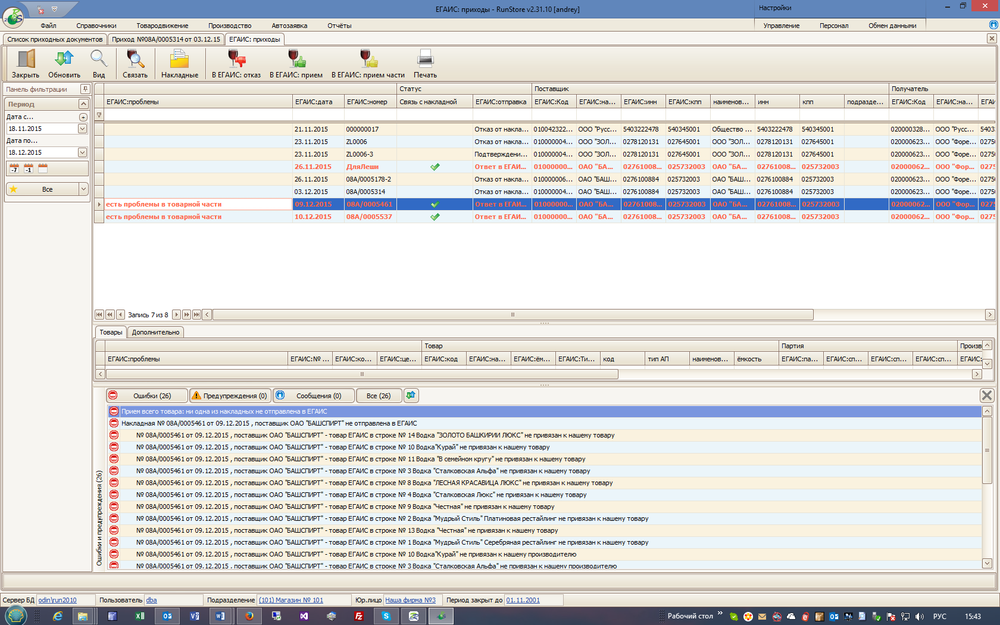 ЕГАИС: приходы - RunStore v2.31.10 [andrey]
Настройки
Файл Справочники Товародвижение Производство Автозаявка Отчёты Управление Персонал Обмен данными
Список приходных документов Приход №08А/0005314 от 03.12.15 ЕГАИС: приходы
Закрыть Обновить Вид Связать Накладные В ЕГАИС: отказ В ЕГАИС: прием В ЕГАИС: прием части Печать
Панель фильтрации
Период
Дата с...
18.11.2015
Дата по...
18.12.2015
-7 -1
Все
Статус Поставщик Получатель
ЕГАИС:проблемы ЕГАИС:дата ЕГАИС:номер Связь с накладной ЕГАИС:отправка ЕГАИС:Код ЕГАИС:на... ЕГАИС:инн ЕГАИС:кпп наименов... инн кпп подразде... ЕГАИС:Код ЕГАИС:на... ЕГАИ
21.11.2015 000000017 Отказ от накла... 010042322... ООО "Русс... 5403222478 540345001 Общество ... 5403222478 540345001 020000328... ООО "Русс... 5403
23.11.2015 ZL0006 Отказ от накла... 010000004... ООО "ЗОЛ... 0278120131 027645001 ООО "ЗОЛ... 0278120131 027645001 020000623... ООО "Форе... 0275
23.11.2015 ZL0006-3 Подтверждени... 010000004... ООО "ЗОЛ... 0278120131 027645001 ООО "ЗОЛ... 0278120131 027645001 020000623... ООО "Форе... 0275
26.11.2015 ДляЛеши Ответ в ЕГАИ... 01000000... ОАО "БА... 02761008... 025732003 ОАО "БА... 02761008... 025732003 02000062... ООО "Фор... 0275
26.11.2015 08А/0005178-2 Отказ от накла... 010000006... ОАО "БАШ... 0276100884 025732003 ОАО "БАШ... 0276100884 025732003 020000623... ООО "Форе... 0275
03.12.2015 08А/0005314 Отказ от накла... 010000004... ОАО "БАШ... 0276100884 025732003 ОАО "БАШ... 0276100884 025732003 020000623... ООО "Форе... 0275
есть проблемы в товарной части 09.12.2015 08А/0005461 Ответ в ЕГАИ... 01000000... ОАО "БА... 02761008... 025732003 ОАО "БА... 02761008... 025732003 02000062... ООО "Фор... 0275
есть проблемы в товарной части 10.12.2015 08А/0005537 Ответ в ЕГАИ... 01000000... ОАО "БА... 02761008... 025732003 ОАО "БА... 02761008... 025732003 02000062... ООО "Фор... 0275
Запись 7 из 8
Товары Дополнительно
Товар Партия Произв
ЕГАИС:проблемы ЕГАИС:№ ... ЕГАИС:ко... ЕГАИС:це... ЕГАИС:код ЕГАИС:на... ЕГАИС:ём... ЕГАИС:Ти... код тип АП наименов... ёмкость ЕГАИС:па... ЕГАИС:сп... ЕГАИС:сп... ЕГАИС:сп... ЕГАИС:
Ошибки (26) Предупреждения (0) Сообщения (0) Все (26)
Ошибки и предупреждения (26)
Прием всего товара: ни одна из накладных не отправлена в ЕГАИС
Накладная № 08А/0005461 от 09.12.2015 , поставщик ОАО "БАШСПИРТ" не отправлена в ЕГАИС
№ 08А/0005461 от 09.12.2015 , поставщик ОАО "БАШСПИРТ" - товар ЕГАИС в строке № 14 Водка "ЗОЛОТО БАШКИРИИ ЛЮКС" не привязан к нашему товару
№ 08А/0005461 от 09.12.2015 , поставщик ОАО "БАШСПИРТ" - товар ЕГАИС в строке № 10 Водка"Курай" не привязан к нашему товару
№ 08А/0005461 от 09.12.2015 , поставщик ОАО "БАШСПИРТ" - товар ЕГАИС в строке № 11 Водка "В семейном кругу" не привязан к нашему товару
№ 08А/0005461 от 09.12.2015 , поставщик ОАО "БАШСПИРТ" - товар ЕГАИС в строке № 3 Водка "Сталковская Альфа" не привязан к нашему товару
№ 08А/0005461 от 09.12.2015 , поставщик ОАО "БАШСПИРТ" - товар ЕГАИС в строке № 8 Водка "ЛЕСНАЯ КРАСАВИЦА ЛЮКС" не привязан к нашему товару
№ 08А/0005461 от 09.12.2015 , поставщик ОАО "БАШСПИРТ" - товар ЕГАИС в строке № 4 Водка "Сталковская Люкс" не привязан к нашему товару
№ 08А/0005461 от 09.12.2015 , поставщик ОАО "БАШСПИРТ" - товар ЕГАИС в строке № 9 Водка "Честная" не привязан к нашему товару
№ 08А/0005461 от 09.12.2015 , поставщик ОАО "БАШСПИРТ" - товар ЕГАИС в строке № 2 Водка "Мудрый Стиль" Платиновая рестайлинг не привязан к нашему товару
№ 08А/0005461 от 09.12.2015 , поставщик ОАО "БАШСПИРТ" - товар ЕГАИС в строке № 13 Водка "Честная" не привязан к нашему товару
№ 08А/0005461 от 09.12.2015 , поставщик ОАО "БАШСПИРТ" - товар ЕГАИС в строке № 1 Водка "Мудрый Стиль" Серебряная рестайлинг не привязан к нашему товару
№ 08А/0005461 от 09.12.2015 , поставщик ОАО "БАШСПИРТ" - товар ЕГАИС в строке № 10 Водка"Курай" не привязан к нашему производителю
№ 08А/0005461 от 09.12.2015 , поставщик ОАО "БАШСПИРТ" - товар ЕГАИС в строке № 3 Водка "Сталковская Альфа" не привязан к нашему производителю
Сервер БД odin\run2010 Пользователь dba Подразделение (101) Магазин № 101 Юр.лицо Наша фирма №3 Период закрыт до 01.11.2001
Рабочий стол » РУС 15:43